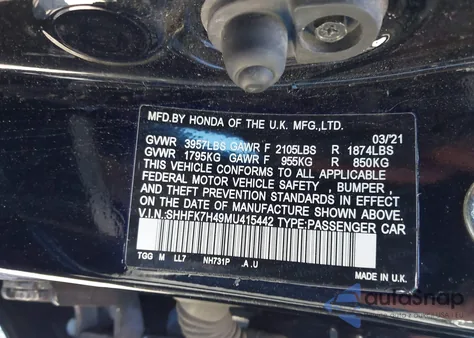 MFD.BY HONDA OF THE U.K. MFG.,LTD.
03/21
GVWR 3957LBS GAWR F 2105LBS R 1874LBS
GVWR 1795KG GAWR F 955KG R 850KG
THIS VEHICLE CONFORMS TO ALL APPLICABLE
FEDERAL MOTOR VEHICLE SAFETY , BUMPER ,
AND THEFT PREVENTION STANDARDS IN EFFECT
ON THE DATE OF MANUFACTURE SHOWN ABOVE.
V.I.N.:SHHFK7H49MU415442 TYPE:PASSENGER CAR
TGG M LL7 NH731P .A .U MADE IN U.K.
autosnap